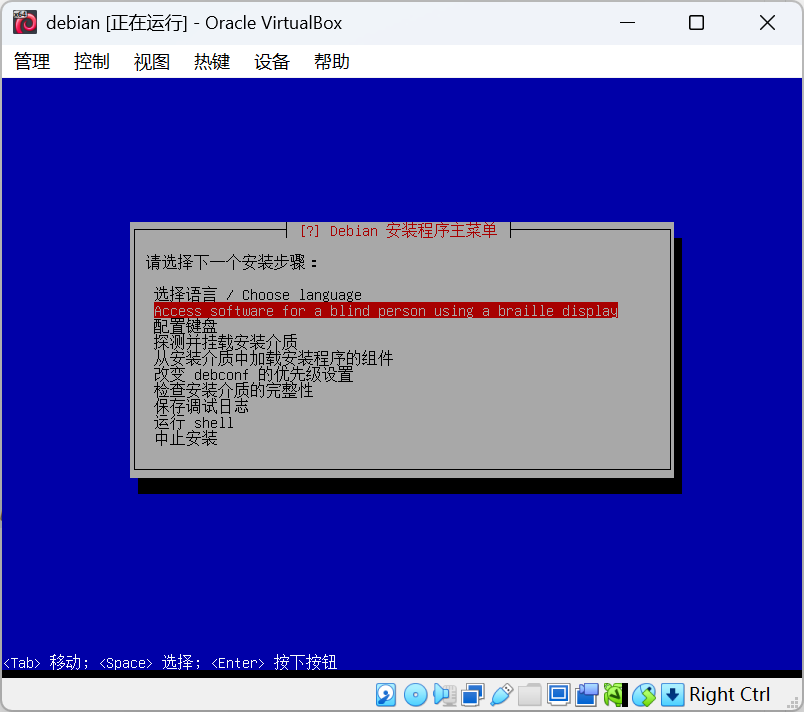 debian [正在运行] - Oracle VirtualBox
管理 控制 视图 热键 设备 帮助
[?] Debian 安装程序主菜单
请选择下一个安装步骤：
选择语言 / Choose language
Access software for a blind person using a braille display
配置键盘
探测并挂载安装介质
从安装介质中加载安装程序的组件
改变 debconf 的优先级设置
检查安装介质的完整性
保存调试日志
运行 shell
中止安装
<Tab> 移动; <Space> 选择; <Enter> 按下按钮
Right Ctrl